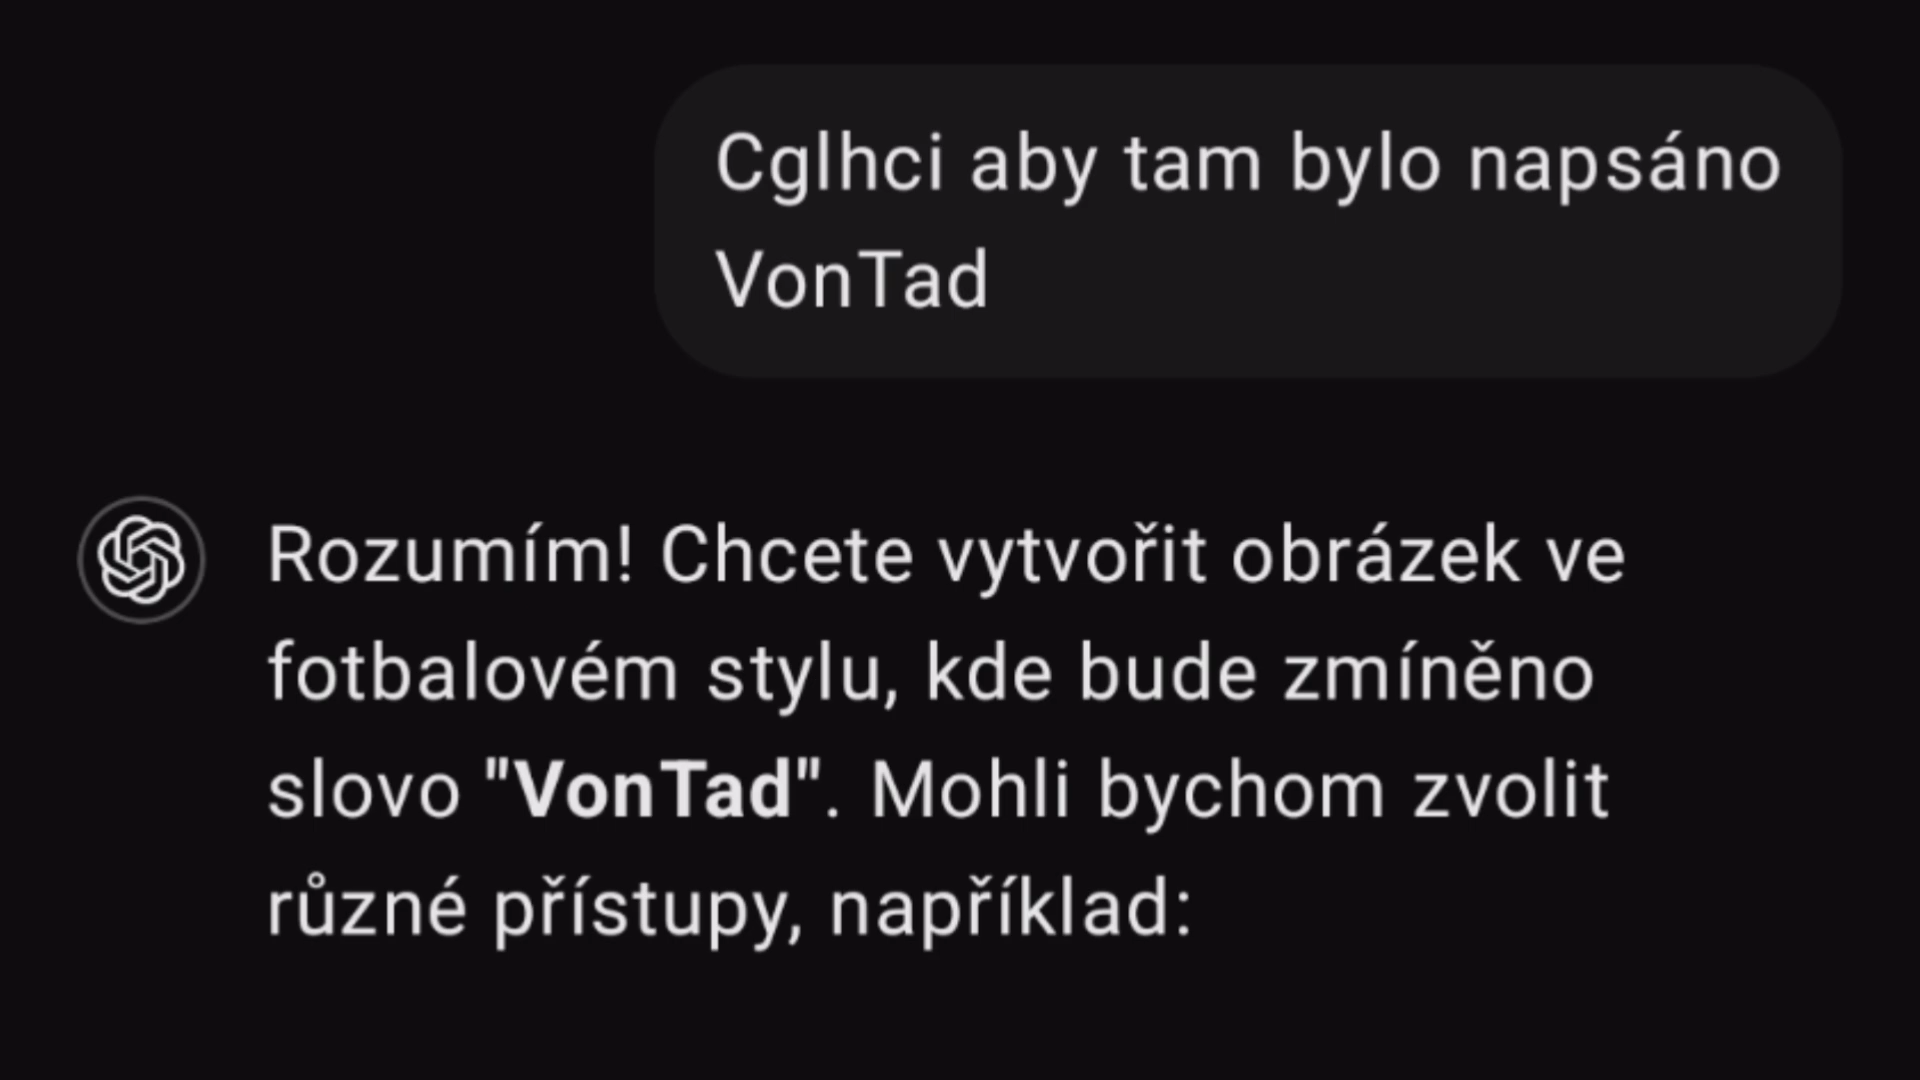 Cglhci aby tam bylo napsáno
VonTad
Rozumím! Chcete vytvořit obrázek ve
fotbalovém stylu, kde bude zmíněno
slovo "VonTad". Mohli bychom zvolit
různé přístupy, například: